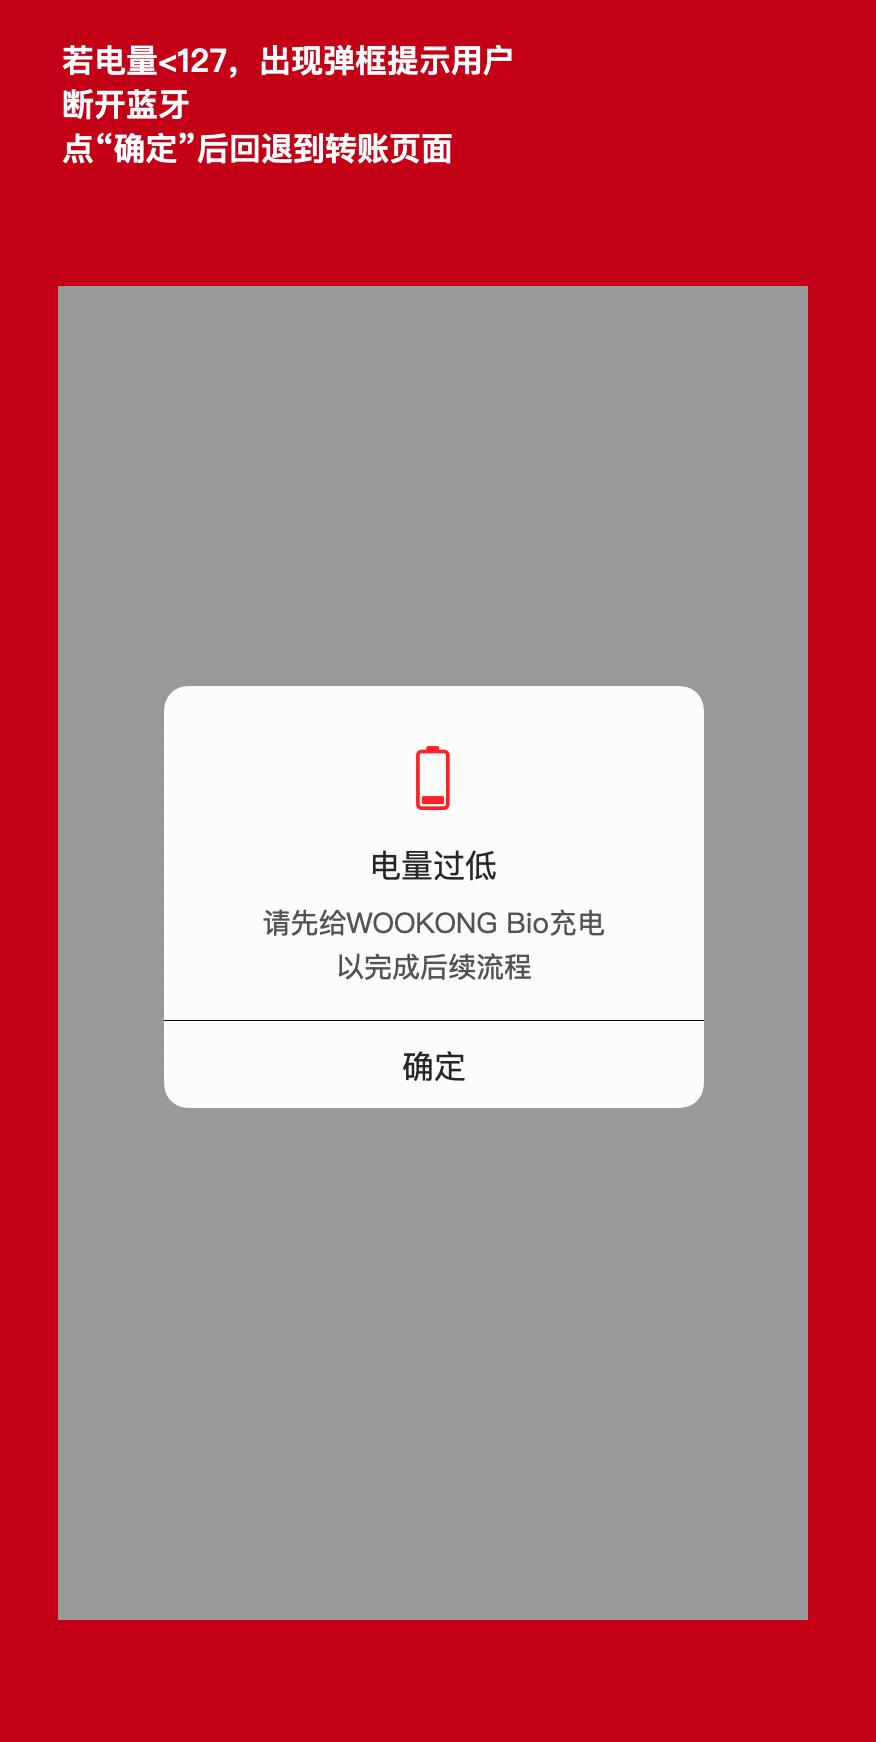 若电量<127，出现弹框提示用户
断开蓝牙
点“确定”后回退到转账页面
电量过低
请先给WOOKONG Bio充电
以完成后续流程
确定